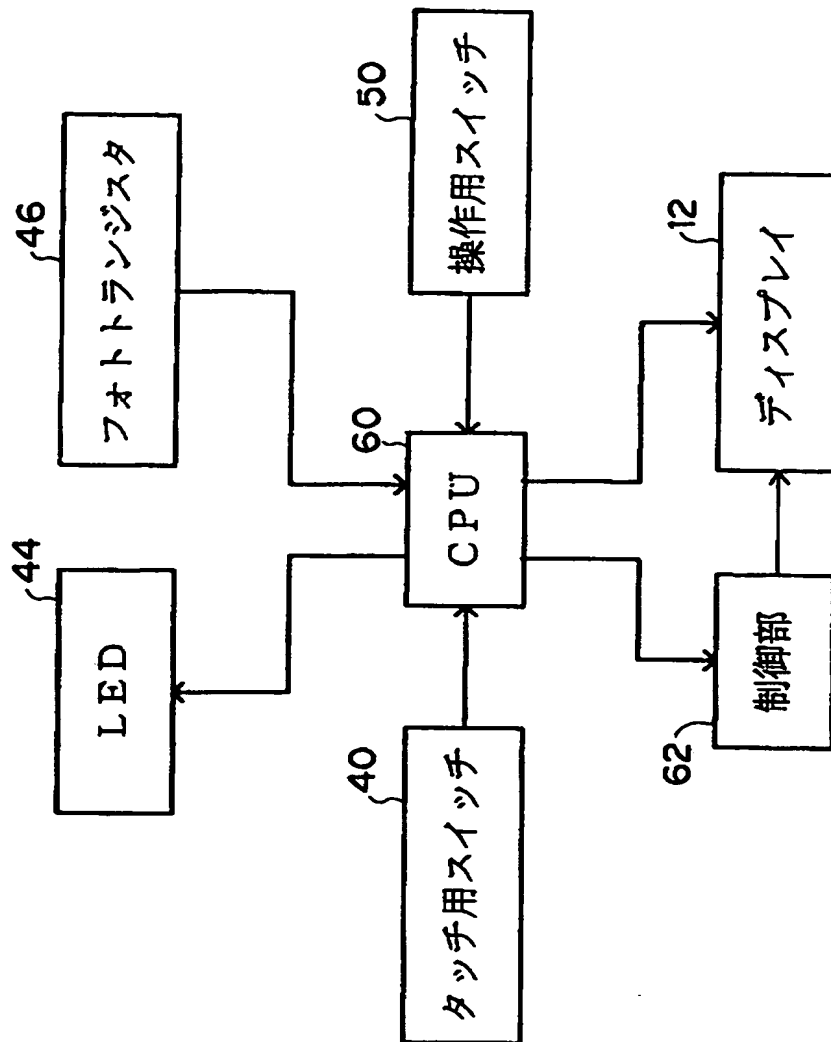 44
LED
46
フォトトランジスタ
40
タッチ用スイッチ
60
CPU
50
操作用スイッチ
62
制御部
12
ディスプレイ